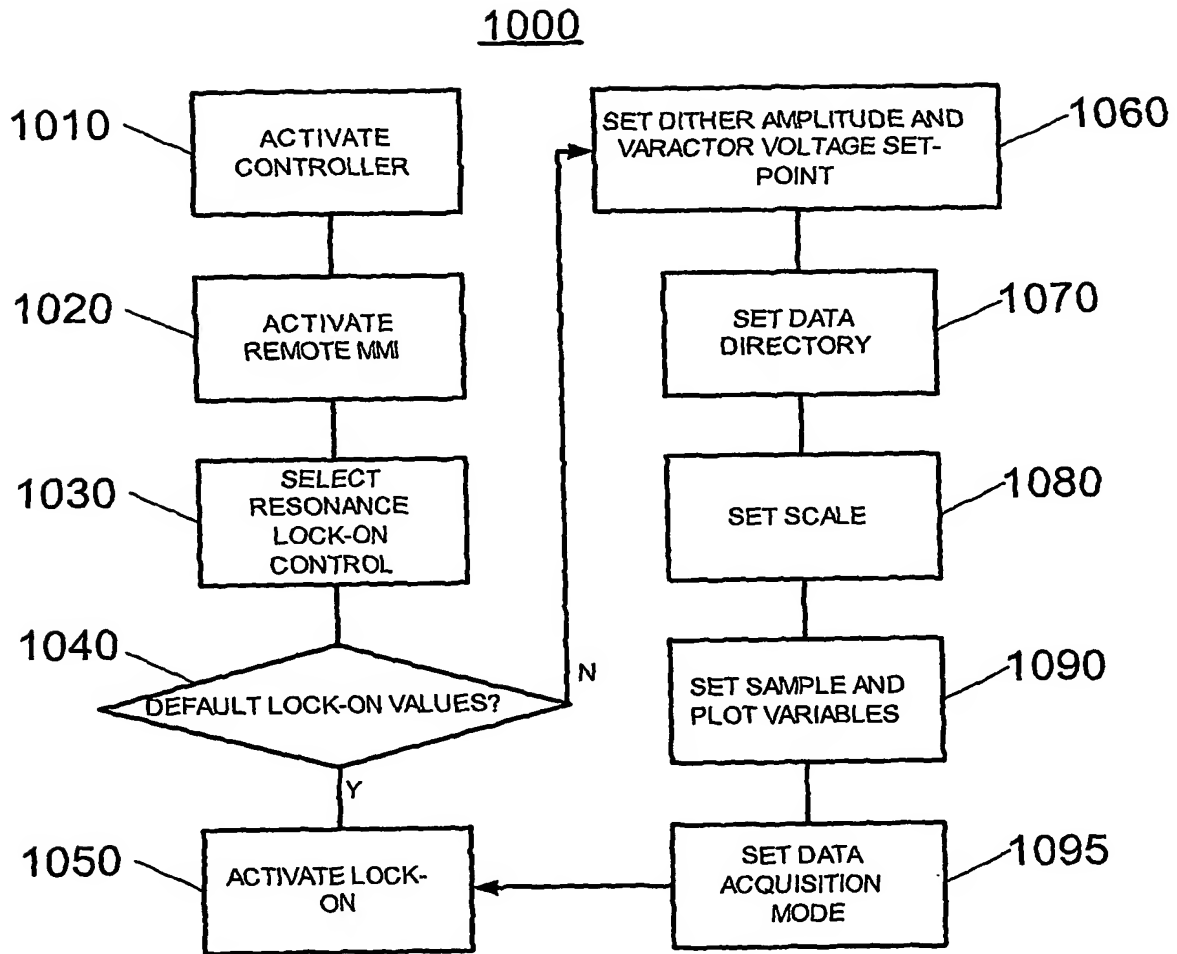 1000
1010
ACTIVATE
CONTROLLER
1020
ACTIVATE
REMOTE MMI
1030
SELECT
RESONANCE
LOCK-ON
CONTROL
1040
DEFAULT LOCK-ON VALUES?
N
Y
1050
ACTIVATE LOCK-
ON
SET DITHER AMPLITUDE AND
VARACTOR VOLTAGE SET-
POINT
1060
SET DATA
DIRECTORY
1070
SET SCALE
1080
SET SAMPLE AND
PLOT VARIABLES
1090
SET DATA
ACQUISITION
MODE
1095